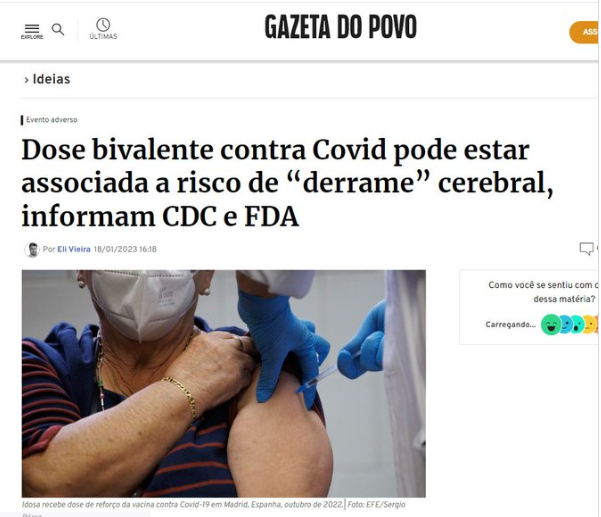 EXPLORE
ÚLTIMAS
GAZETA DO POVO
ASS
› Ideias
Evento adverso
Dose bivalente contra Covid pode estar
associada a risco de “derrame” cerebral,
informam CDC e FDA
Por Eli Vieira 18/01/2023 16:18
Como você se sentiu com o
dessa matéria?
Carregando...
Idosa recebe dose de reforço da vacina contra Covid-19 em Madrid, Espanha, outubro de 2022.| Foto: EFE/Sergio